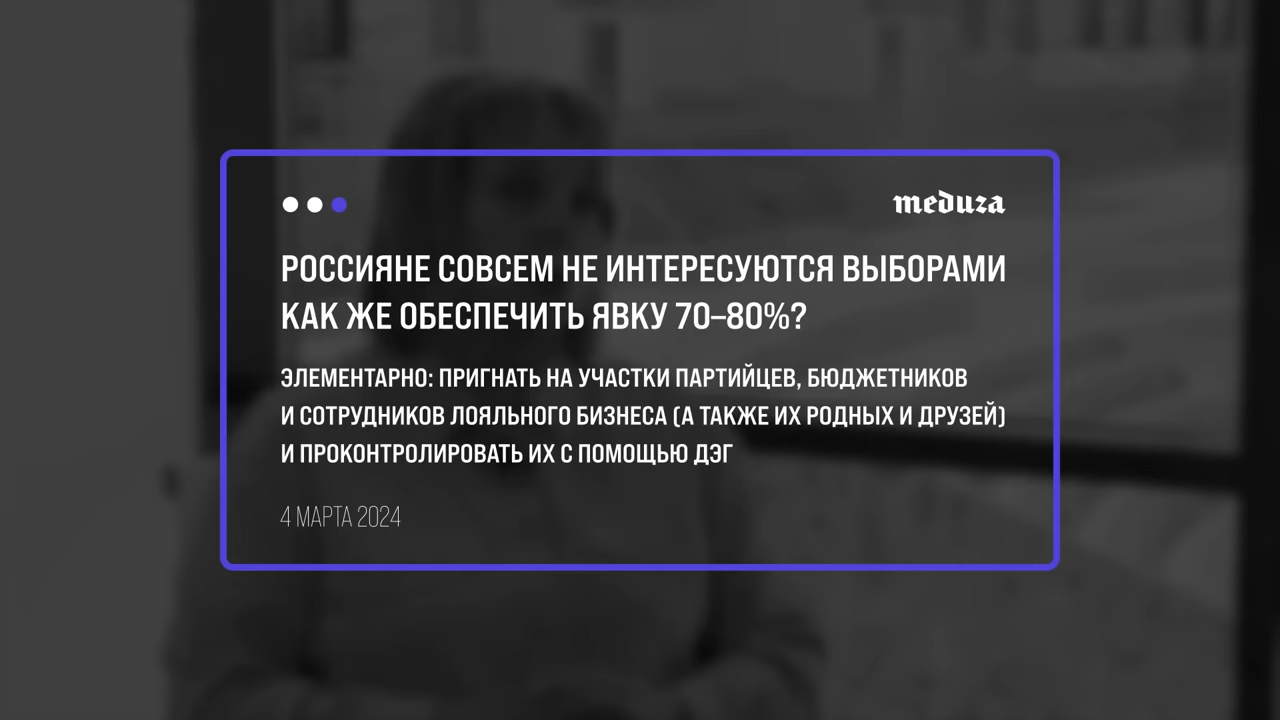 meduza
РОССИЯНЕ СОВСЕМ НЕ ИНТЕРЕСУЮТСЯ ВЫБОРАМИ
КАК ЖЕ ОБЕСПЕЧИТЬ ЯВКУ 70–80%?
ЭЛЕМЕНТАРНО: ПРИГНАТЬ НА УЧАСТКИ ПАРТИЙЦЕВ, БЮДЖЕТНИКОВ
И СОТРУДНИКОВ ЛОЯЛЬНОГО БИЗНЕСА (А ТАКЖЕ ИХ РОДНЫХ И ДРУЗЕЙ)
И ПРОКОНТРОЛИРОВАТЬ ИХ С ПОМОЩЬЮ ДЭГ
4 МАРТА 2024